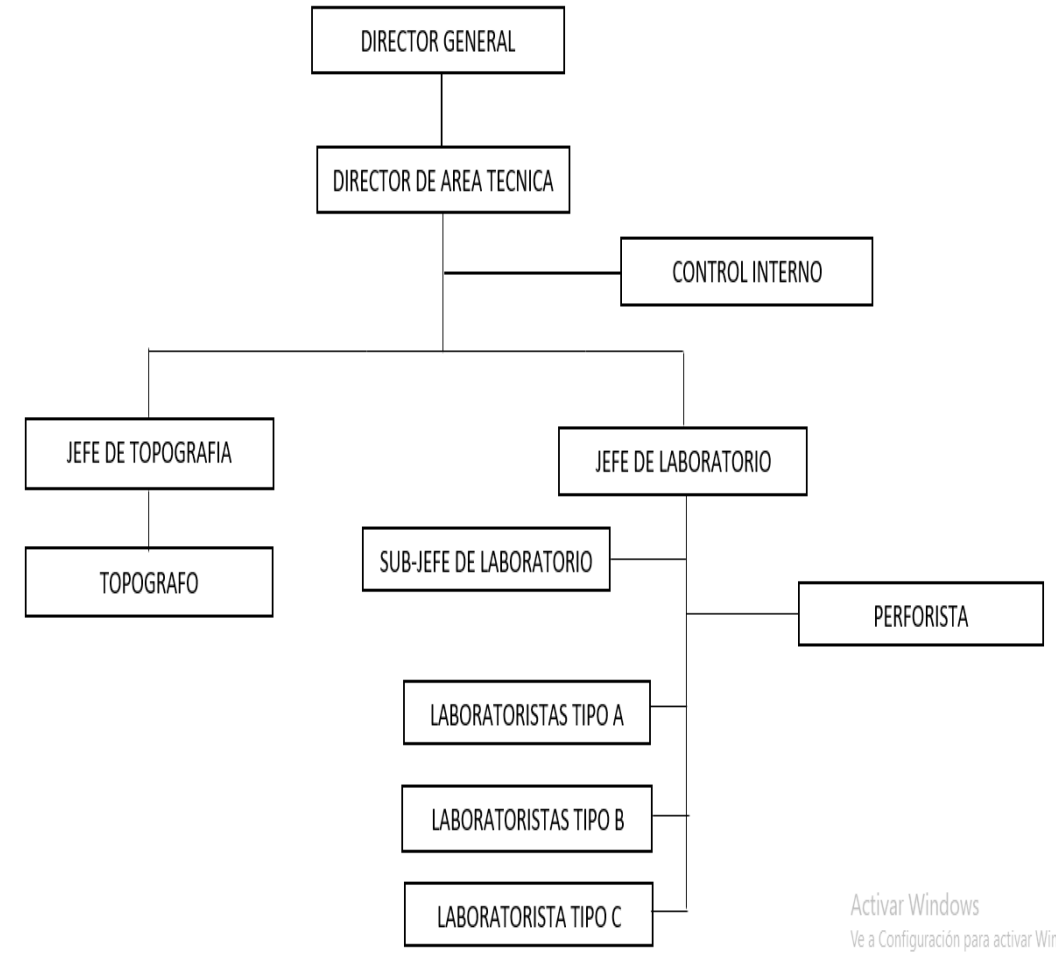 DIRECTOR GENERAL
DIRECTOR DE AREA TECNICA
CONTROL INTERNO
JEFE DE TOPOGRAFIA
JEFE DE LABORATORIO
SUB-JEFE DE LABORATORIO
TOPOGRAFO
PERFORISTA
LABORATORISTAS TIPO A
LABORATORISTAS TIPO B
LABORATORISTA TIPO C
Activar Windows
Ve a Configuración para activar Win